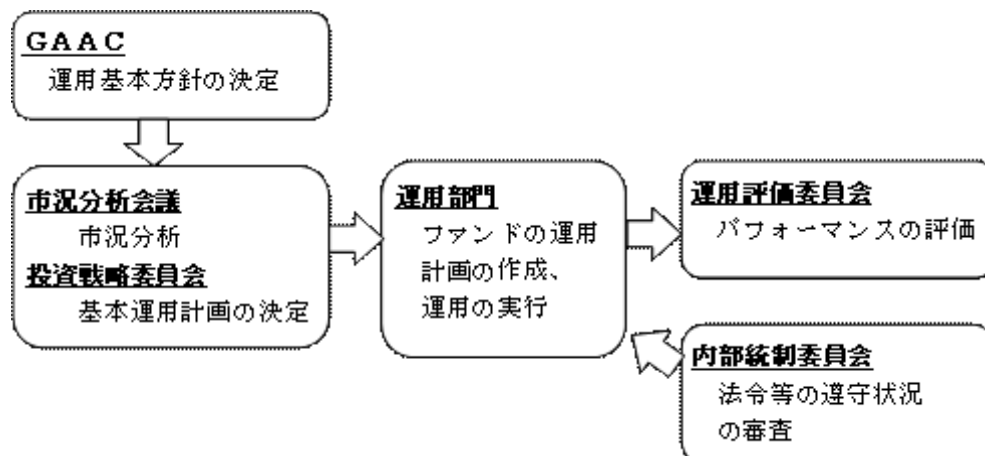 ＧＡＡＣ
運用基本方針の決定
市況分析会議
市況分析
投資戦略委員会
基本運用計画の決定
運用部門
ファンドの運用
計画の作成、
運用の実行
運用評価委員会
パフォーマンスの評価
内部統制委員会
法令等の遵守状況
の審査